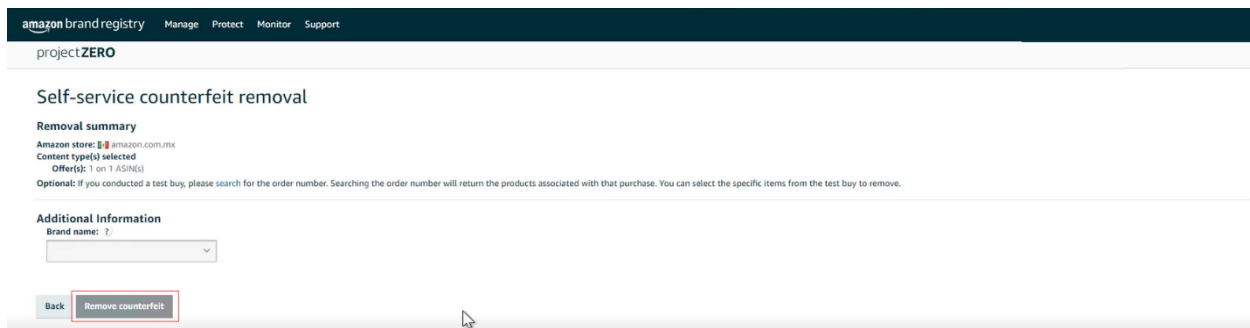 amazon brand registry Manage Protect Monitor Support
projectZERO
Self-service counterfeit removal
Removal summary
Amazon store: amazon.com.mx
Content type(s) selected
Offer(s): 1 on 1 ASIN(s)
Optional: If you conducted a test buy, please search for the order number. Searching the order number will return the products associated with that purchase. You can select the specific items from the test buy to remove.
Additional Information
Brand name: ?
Back Remove counterfeit